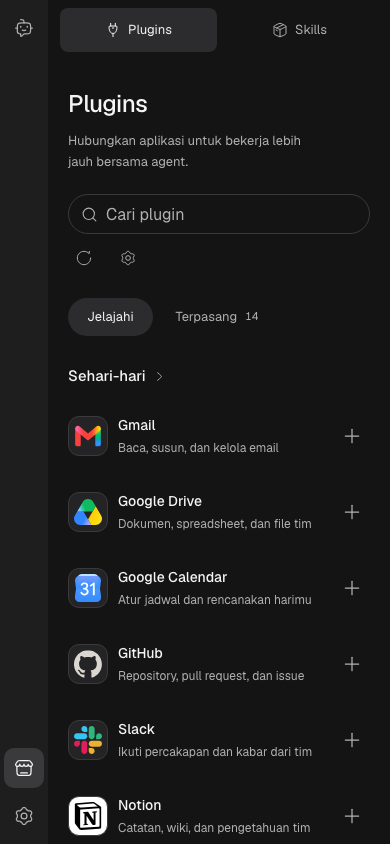 Plugins
Skills
Plugins
Hubungkan aplikasi untuk bekerja lebih
jauh bersama agent.
Cari plugin
Jelajahi
Terpasang 14
Sehari-hari
Gmail
Baca, susun, dan kelola email
Google Drive
Dokumen, spreadsheet, dan file tim
31
Google Calendar
Atur jadwal dan rencanakan harimu
GitHub
Repository, pull request, dan issue
Slack
Ikuti percakapan dan kabar dari tim
N
Notion
Catatan, wiki, dan pengetahuan tim